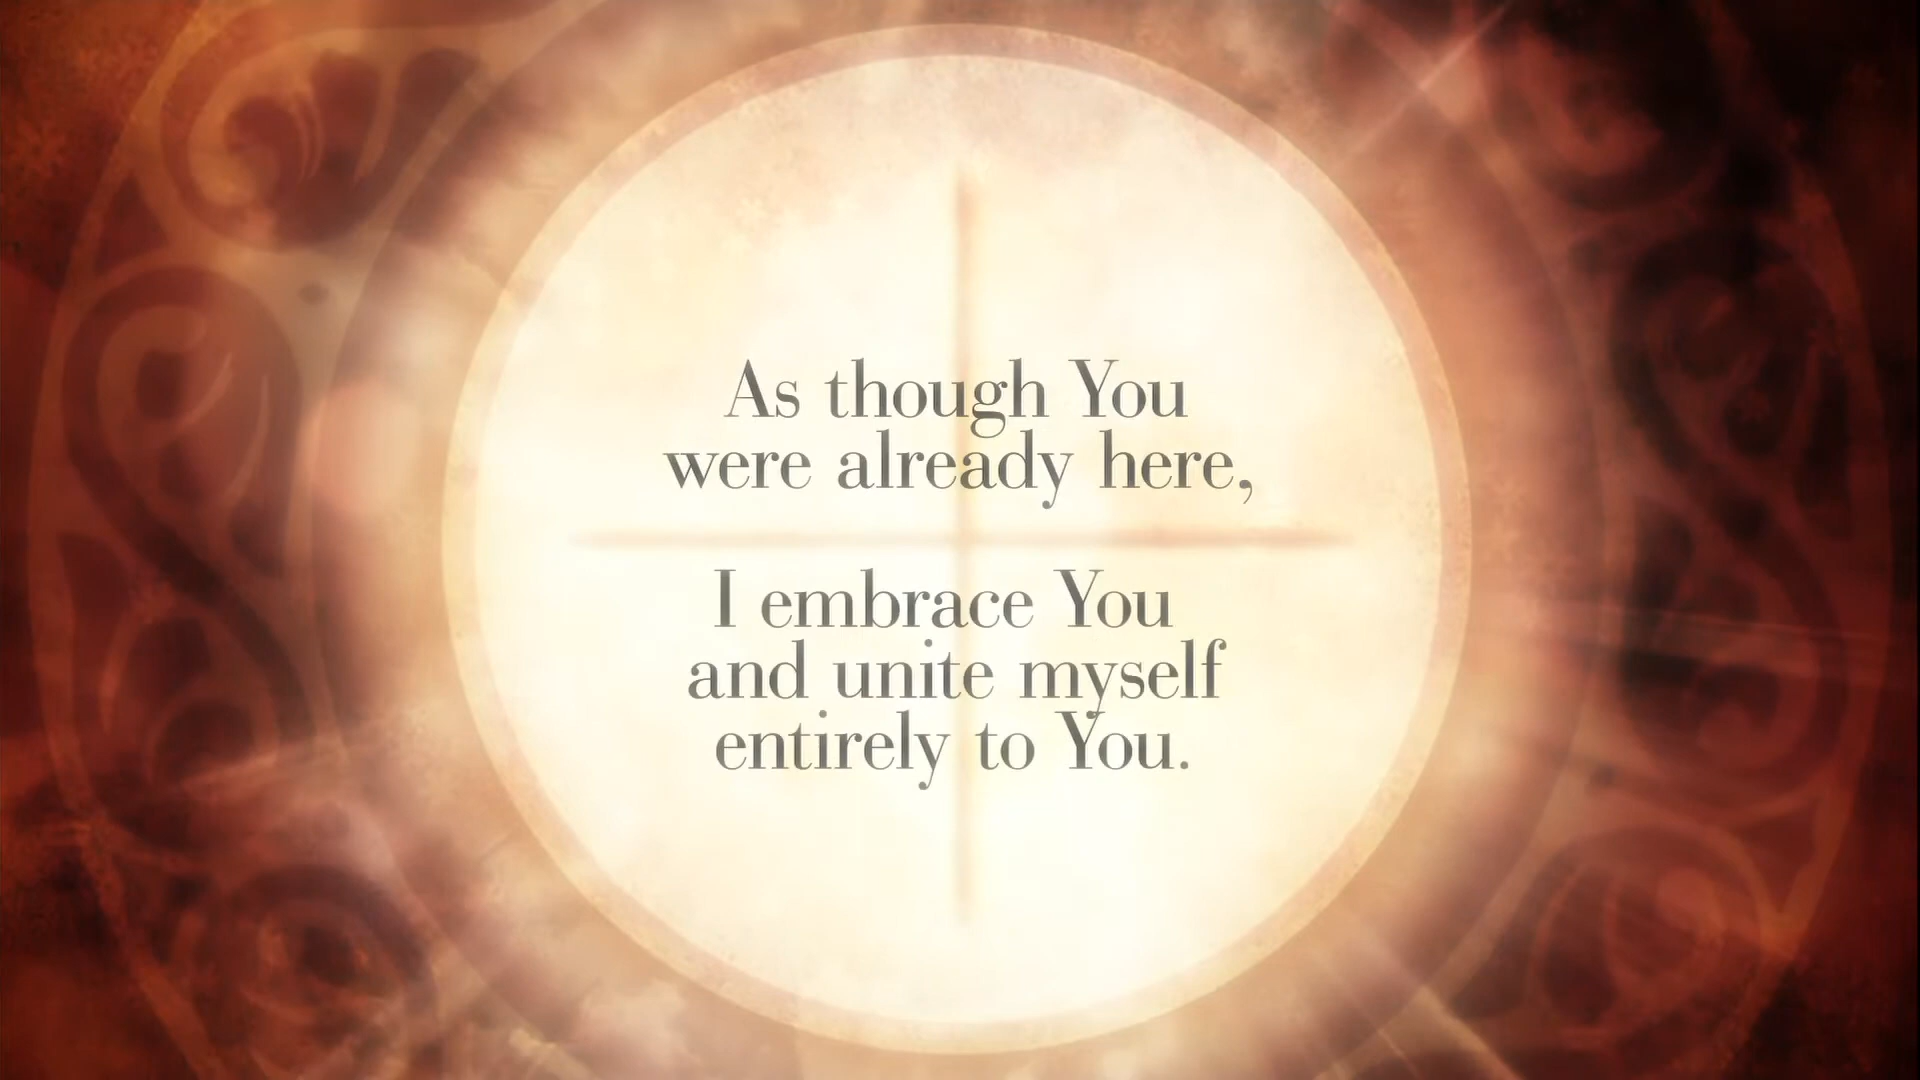 As though You
were already here,
I embrace You
and unite myself
entirely to You.